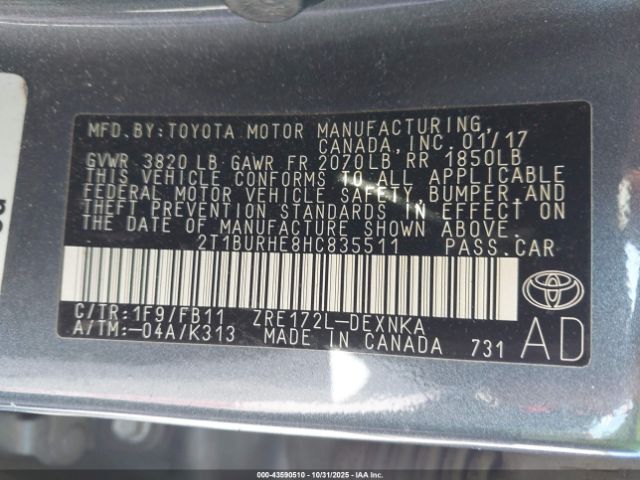 MFD.BY:TOYOTA MOTOR MANUFACTURING,
CANADA,INC.01/17
GVWR 3820 LB GAWR FR 2070LB RR 1850LB
THIS VEHICLE CONFORMS TO ALL APPLICABLE
FEDERAL MOTOR VEHICLE SAFETY, BUMPER,AND
THEFT PREVENTION STANDARDS IN EFFECT ON
THE DATE OF MANUFACTURE SHOWN ABOVE.
2T1BURHE8HC835511 PASS.CAR
C/TR:1F9/FB11 ZRE172L-DEXNKA
A/TM:-04A/K313 MADE IN CANADA 731
AD
000-43590510 | 10/31/2025 - COPART